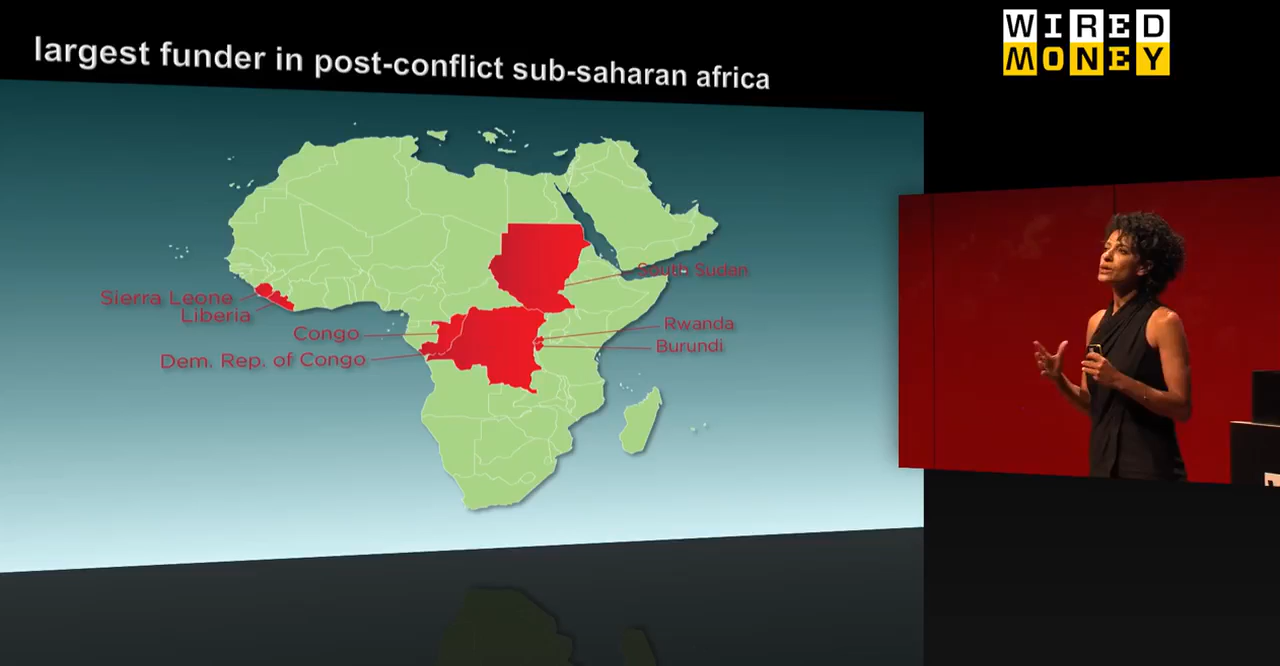 largest funder in post-conflict sub-saharan africa
WIRED
MONEY
South Sudan
Sierra Leone
Liberia
Rwanda
Congo
Burundi
Dem. Rep. of Congo